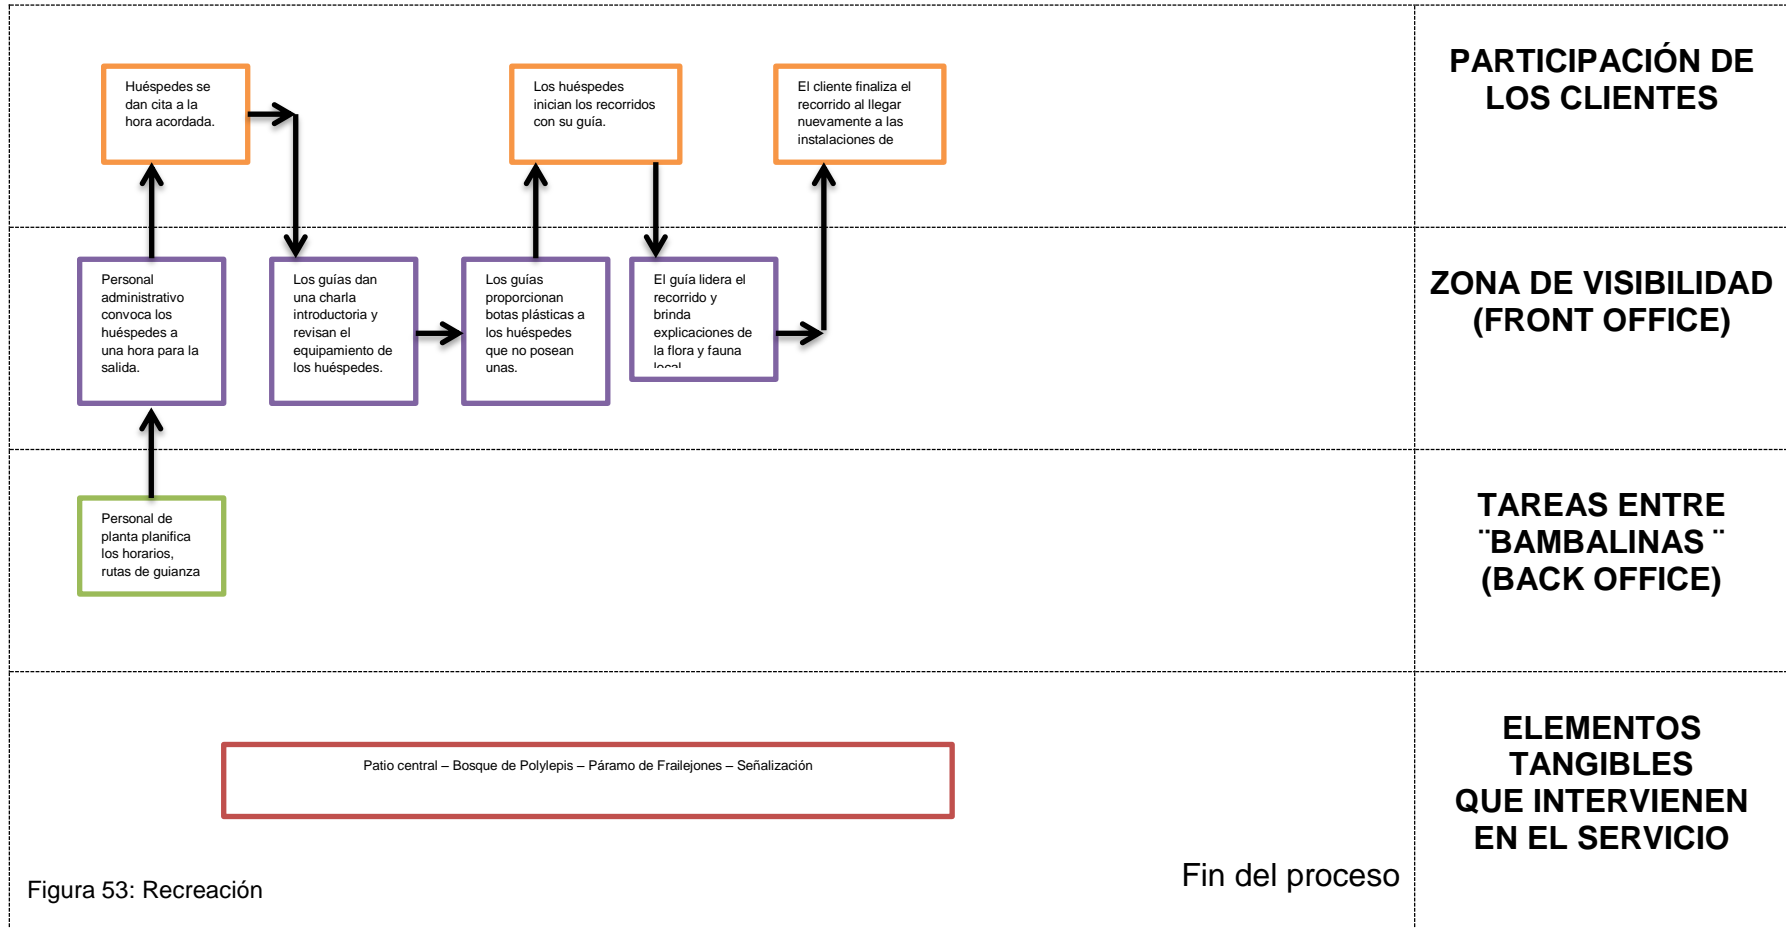 Huéspedes se
dan cita a la
hora acordada.
Los huéspedes
inician los recorridos
con su guía.
El cliente finaliza el
recorrido al llegar
nuevamente a las
instalaciones de
PARTICIPACIÓN DE
LOS CLIENTES
Personal
administrativo
convoca los
huéspedes a
una hora para la
salida.
Los guías dan
una charla
introductoria y
revisan el
equipamiento de
los huéspedes.
Los guías
proporcionan
botas plásticas a
los huéspedes
que no posean
unas.
El guía lidera el
recorrido y
brinda
explicaciones de
la flora y fauna
local
ZONA DE VISIBILIDAD
(FRONT OFFICE)
Personal de
planta planifica
los horarios,
rutas de guianza
TAREAS ENTRE
¨BAMBALINAS ¨
(BACK OFFICE)
Patio central – Bosque de Polylepis – Páramo de Frailejones – Señalización
ELEMENTOS
TANGIBLES
QUE INTERVIENEN
EN EL SERVICIO
Fin del proceso
Figura 53: Recreación